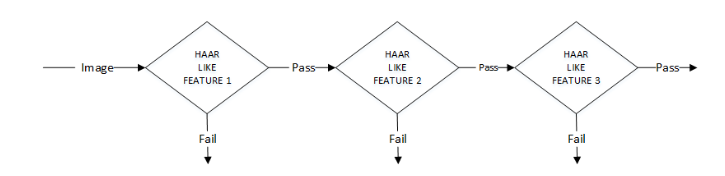 Image
HAAR
LIKE
FEATURE 1
Pass
HAAR
LIKE
FEATURE 2
Pass
HAAR
LIKE
FEATURE 3
Pass
Fail
Fail
Fail